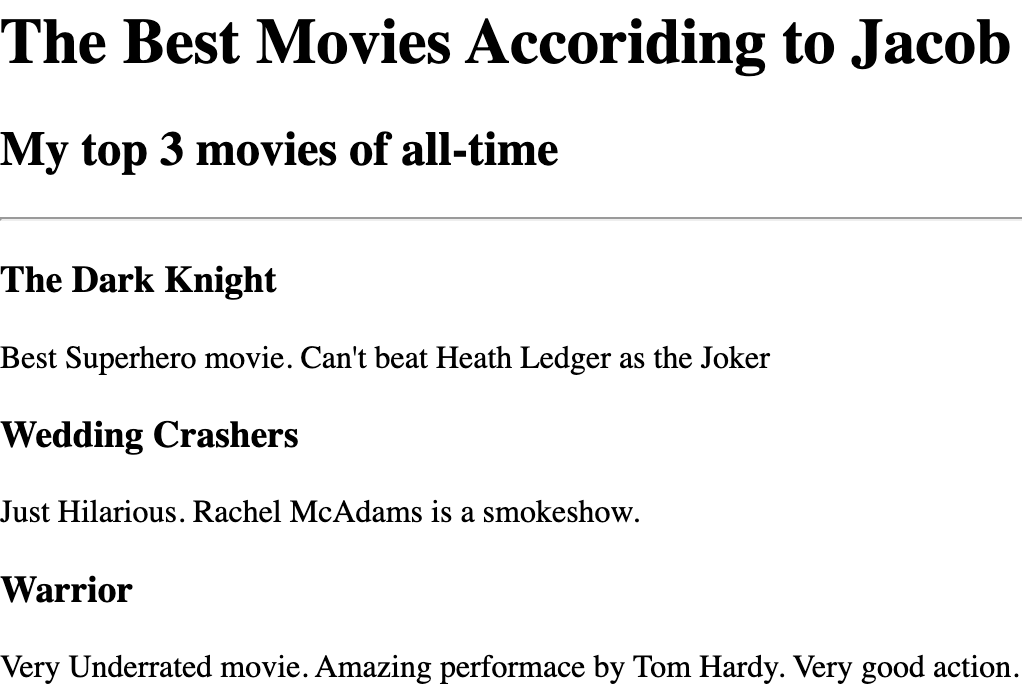 The Best Movies Accoriding to Jacob
My top 3 movies of all-time
The Dark Knight
Best Superhero movie. Can't beat Heath Ledger as the Joker
Wedding Crashers
Just Hilarious. Rachel McAdams is a smokeshow.
Warrior
Very Underrated movie. Amazing performace by Tom Hardy. Very good action.